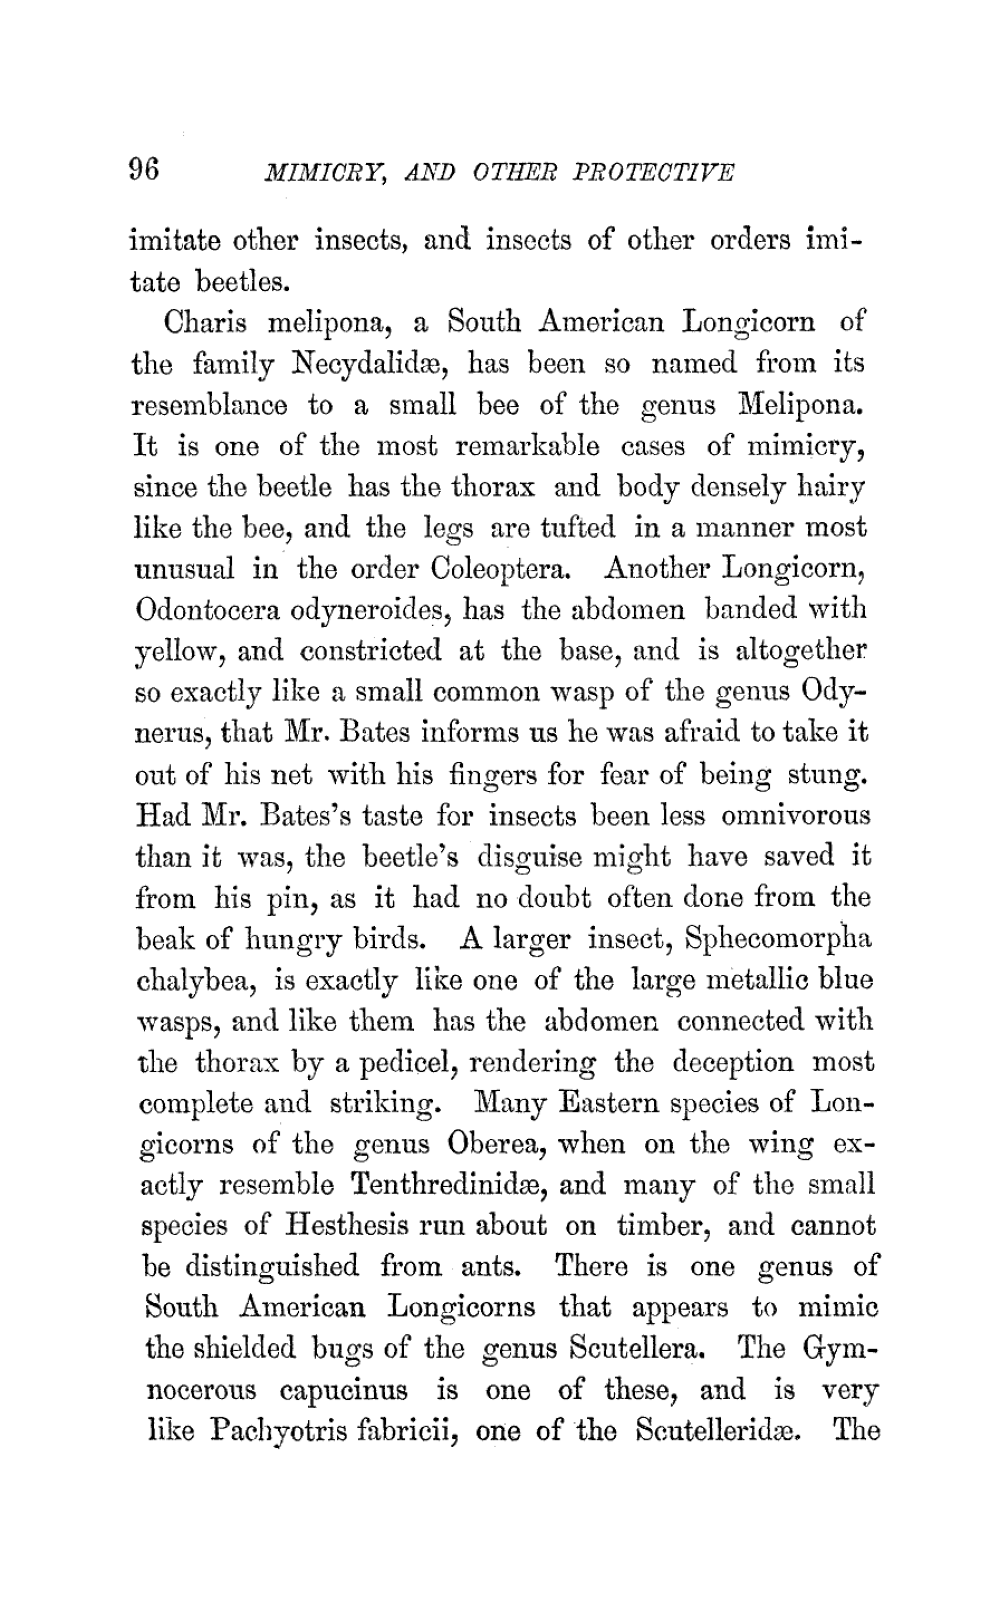 96 MIMICRY, AND OTHER PROTECTIVE
imitate other insects, and insects of other orders imi-
tate beetles.
Charis melipona, a South American Longicorn of
the family Necydalidæ, has been so named from its
resemblance to a small bee of the genus Melipona.
It is one of the most remarkable cases of mimicry,
since the beetle has the thorax and body densely hairy
like the bee, and the legs are tufted in a manner most
unusual in the order Coleoptera. Another Longicorn,
Odontocera odyneroides, has the abdomen banded with
yellow, and constricted at the base, and is altogether
so exactly like a small common wasp of the genus Ody-
nerus, that Mr. Bates informs us he was afraid to take it
out of his net with his fingers for fear of being stung.
Had Mr. Bates's taste for insects been less omnivorous
than it was, the beetle's disguise might have saved it
from his pin, as it had no doubt often done from the
beak of hungry birds. A larger insect, Sphecomorpha
chalybea, is exactly like one of the large metallic blue
wasps, and like them has the abdomen connected with
the thorax by a pedicel, rendering the deception most
complete and striking. Many Eastern species of Lon-
gicorns of the genus Oberea, when on the wing ex-
actly resemble Tenthredinidæ, and many of the small
species of Hesthesis run about on timber, and cannot
be distinguished from ants. There is one genus of
South American Longicorns that appears to mimic
the shielded bugs of the genus Scutellera. The Gym-
nocerous capucinus is one of these, and is very
like Pachyotris fabricii, one of the Scutelleridæ. The